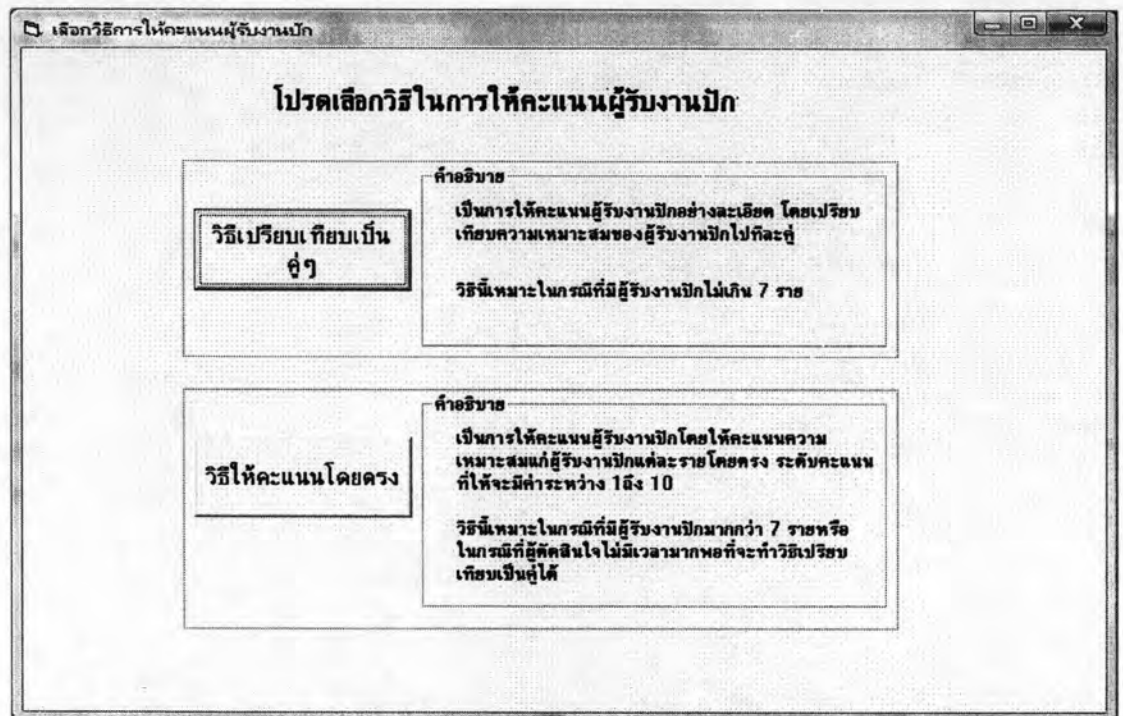 เลือกวิธีการให้คะแนนผู้รับงานปัก
โปรดเลือกวิธีในการให้คะแนนผู้รับงานปัก
คำอธิบาย
วิธีเปรียบเทียบเป็น
คู่ๆ
เป็นการให้คะแนนผู้รับงานปักอย่างละเอียด โดยเปรียบ
เทียบความเหมาะสมของผู้รับงานปักไปทีละคู่
วิธีนี้เหมาะในกรณีที่มีผู้รับงานปักไม่เกิน 7 ราย
คำอธิบาย
วิธีให้คะแนนโดยตรง
เป็นการให้คะแนนผู้รับงานปักโดยให้คะแนนความ
เหมาะสมแก่ผู้รับงานปักแต่ละรายโดยตรง ระดับคะแนน
ที่ให้จะมีค่าระหว่าง 1ถึง 10
วิธีนี้เหมาะในกรณีที่มีผู้รับงานปักมากกว่า 7 รายหรือ
ในกรณีที่ผู้ตัดสินใจไม่มีเวลามากพอที่จะทำวิธีเปรียบ
เทียบเป็นคู่ได้